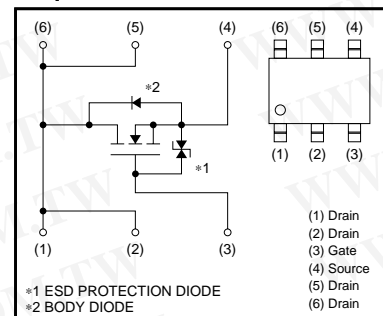 (6) (5) (4)
∗2
∗1
(1) (2) (3)
∗1 ESD PROTECTION DIODE
∗2 BODY DIODE
(6) (5) (4)
(1) (2) (3)
(1) Drain
(2) Drain
(3) Gate
(4) Source
(5) Drain
(6) Drain